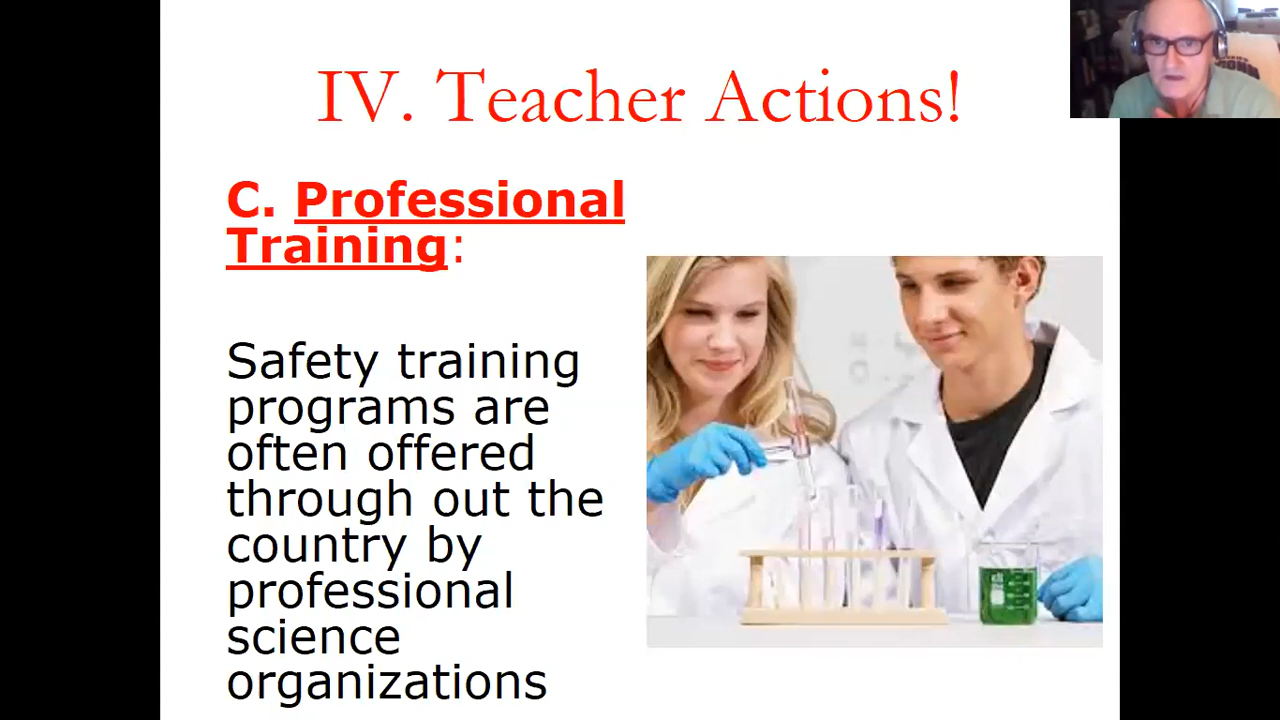 IV. Teacher Actions!
C. Professional
Training:
Safety training
programs are
often offered
through out the
country by
professional
science
organizations